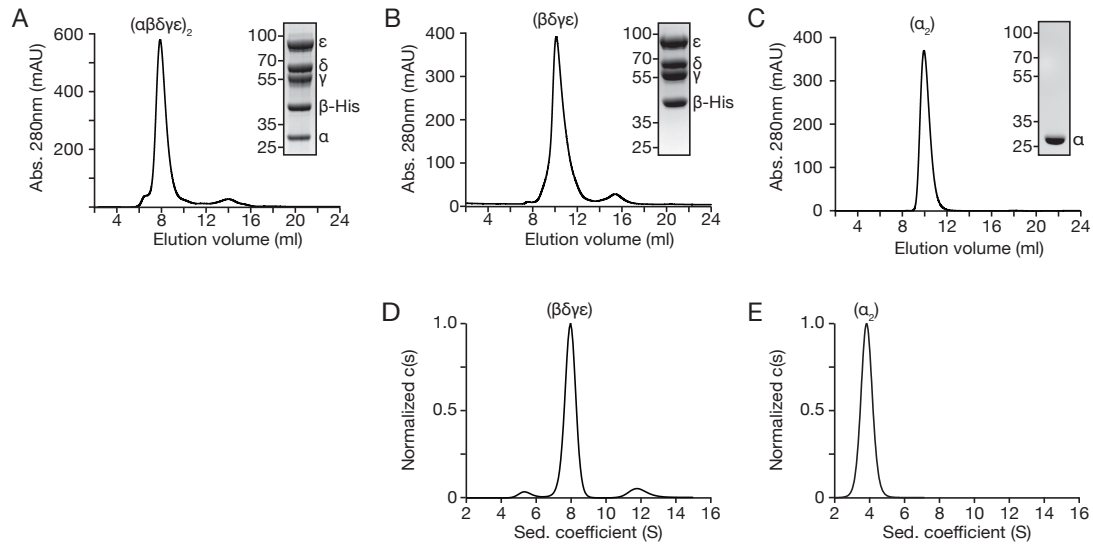 A
(αβδγε)₂
Abs. 280nm (mAU)
600
400
200
4 8 12 16 20 24
Elution volume (ml)
100
70
55
35
25
ε
δ
γ
β-His
α
B
(βδγε)
Abs. 280nm (mAU)
400
300
200
100
0
4 8 12 16 20 24
Elution volume (ml)
100
70
55
35
25
ε
δ
γ
β-His
C
(α₂)
Abs. 280nm (mAU)
400
300
200
100
0
4 8 12 16 20 24
Elution volume (ml)
100
70
55
35
25
α
D
(βδγε)
Normalized c(s)
1.0
0.5
0
2 4 6 8 10 12 14 16
Sed. coefficient (S)
E
(α₂)
Normalized c(s)
1.0
0.5
0
2 4 6 8 10 12 14 16
Sed. coefficient (S)